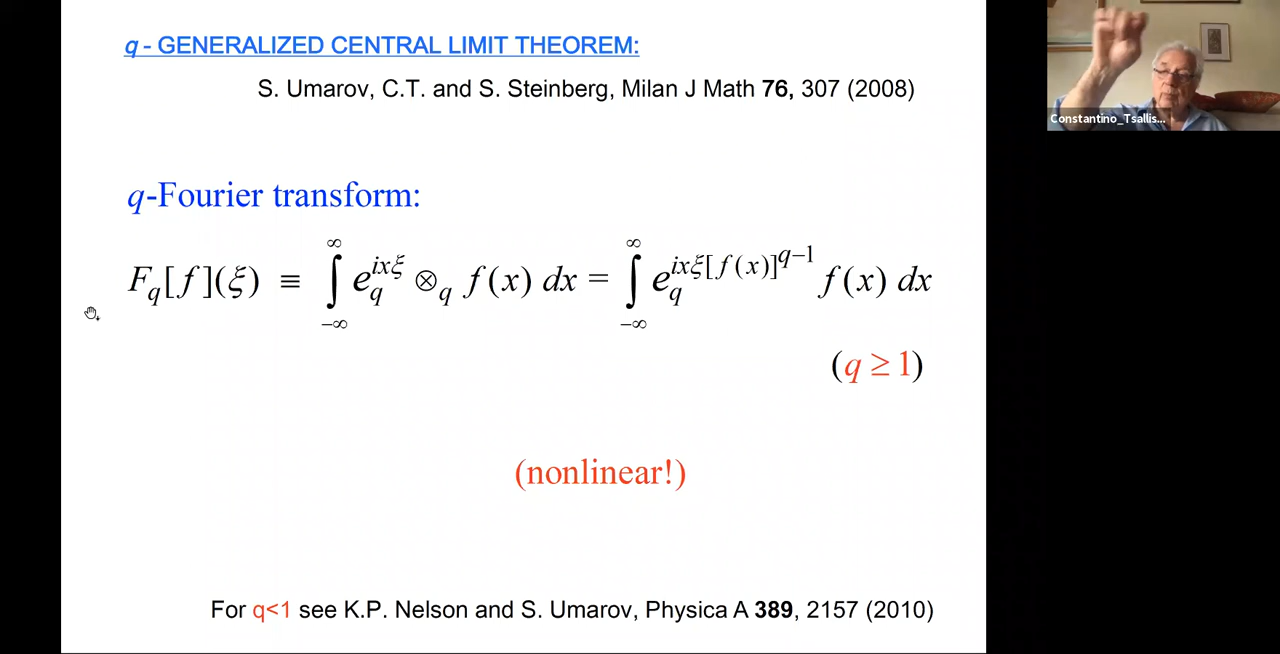 q - GENERALIZED CENTRAL LIMIT THEOREM:
S. Umarov, C.T. and S. Steinberg, Milan J Math 76, 307 (2008)
Constantino_Tsallis...
q-Fourier transform:
F_q[f](ξ) ≡ ∫_{-∞}^{∞} e_q^{ixξ} ⊗_q f(x) dx = ∫_{-∞}^{∞} e_q^{ixξ[f(x)]^{q-1}} f(x) dx
(q ≥ 1)
(nonlinear!)
For q<1 see K.P. Nelson and S. Umarov, Physica A 389, 2157 (2010)